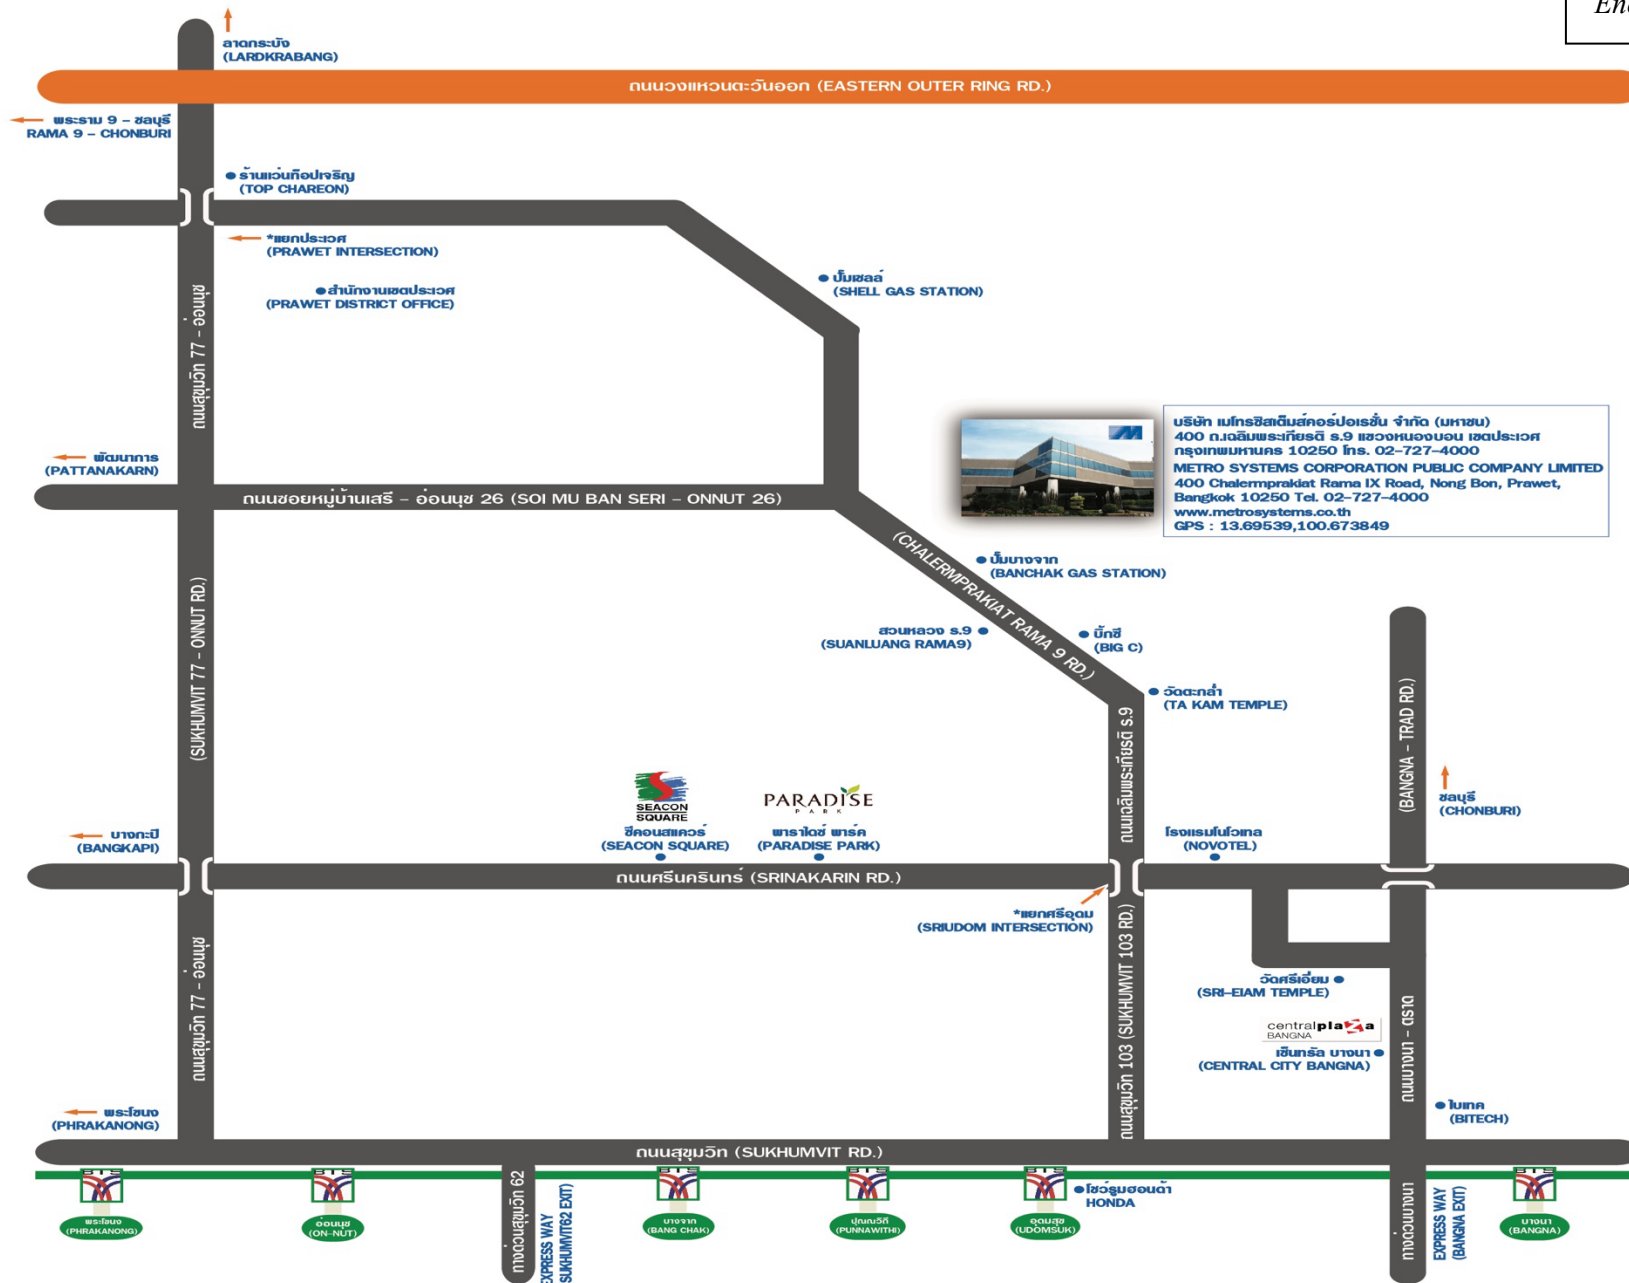 ลาดกระบัง
(LARDKRABANG)
ถนนวงแหวนตะวันออก (EASTERN OUTER RING RD.)
พระราม 9 – ชลบุรี
RAMA 9 – CHONBURI
ร้านแว่นท็อปเจริญ
(TOP CHAREON)
*แยกประเวศ
(PRAWET INTERSECTION)
สำนักงานเขตประเวศ
(PRAWET DISTRICT OFFICE)
ปั๊มเชลล์
(SHELL GAS STATION)
ถนนสุขุมวิท 77 - อ่อนนุช
บริษัท เมโทรซิสเต็มส์คอร์ปอเรชั่น จำกัด (มหาชน)
400 ถ.เฉลิมพระเกียรติ ร.9 แขวงหนองบอน เขตประเวศ
กรุงเทพมหานคร 10250 โทร. 02–727–4000
METRO SYSTEMS CORPORATION PUBLIC COMPANY LIMITED
400 Chalermprakiat Rama IX Road, Nong Bon, Prawet,
Bangkok 10250 Tel. 02–727–4000
www.metrosystems.co.th
GPS : 13.69539,100.673849
พัฒนาการ
(PATTANAKARN)
ถนนซอยหมู่บ้านเสรี – อ่อนนุช 26 (SOI MU BAN SERI – ONNUT 26)
(CHALERMPRAKIAT RAMA 9 RD.)
ปั๊มบางจาก
(BANCHAK GAS STATION)
สวนหลวง ร.9
(SUANLUANG RAMA9)
บิ๊กซี
(BIG C)
(SUKHUMVIT 77 - ONNUT RD.)
วัดตะกล่ำ
(TA KAM TEMPLE)
ถนนเฉลิมพระเกียรติ ร.9
(BANGNA - TRAD RD.)
ชลบุรี
(CHONBURI)
SEACON
SQUARE
ซีคอนสแควร์
(SEACON SQUARE)
PARADISE
PARK
พาราไดซ์ พาร์ค
(PARADISE PARK)
โรงแรมโนโวเทล
(NOVOTEL)
บางกะปิ
(BANGKAPI)
ถนนศรีนครินทร์ (SRINAKARIN RD.)
*แยกศรีอุดม
(SRIUDOM INTERSECTION)
ถนนสุขุมวิท 77 - อ่อนนุช
ถนนสุขุมวิท 103 (SUKHUMVIT 103 RD.)
วัดศรีเอี่ยม
(SRI–EIAM TEMPLE)
centralplaza
BANGNA
เซ็นทรัล บางนา
(CENTRAL CITY BANGNA)
ถนนบางนา - ตราด
ไบเทค
(BITECH)
พระโขนง
(PHRAKANONG)
ถนนสุขุมวิท (SUKHUMVIT RD.)
BTS
พระโขนง
(PHRAKANONG)
BTS
อ่อนนุช
(ON–NUT)
ทางด่วนสุขุมวิท 62
EXPRESS WAY
SUKHUMVIT62 EXIT)
BTS
บางจาก
(BANG CHAK)
BTS
ปุณณวิถี
(PUNNAWITHI)
BTS
อุดมสุข
(UDOMSUK)
โชว์รูมฮอนด้า
HONDA
ทางด่วนบางนา
EXPRESS WAY
(BANGNA EXIT)
BTS
บางนา
(BANGNA)